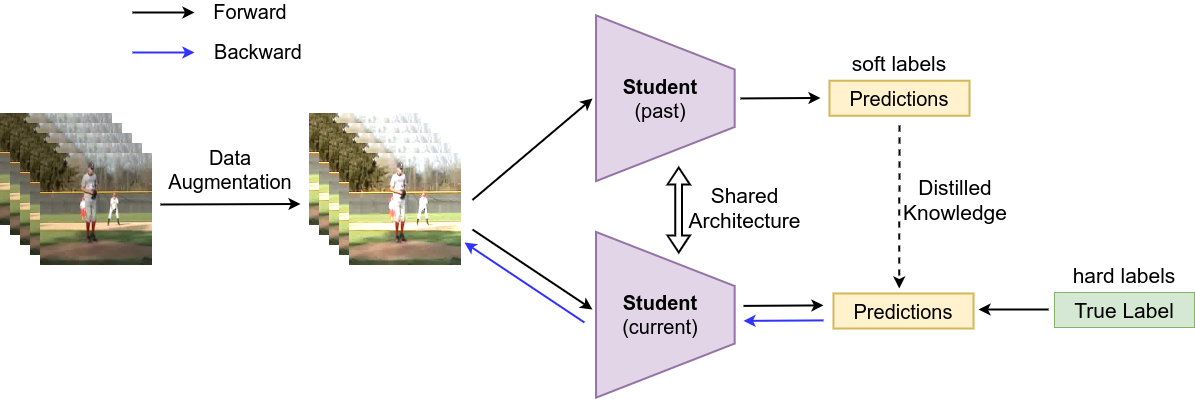 Forward
Backward
Data
Augmentation
Student
(past)
soft labels
Predictions
Shared
Architecture
Distilled
Knowledge
Student
(current)
Predictions
hard labels
True Label